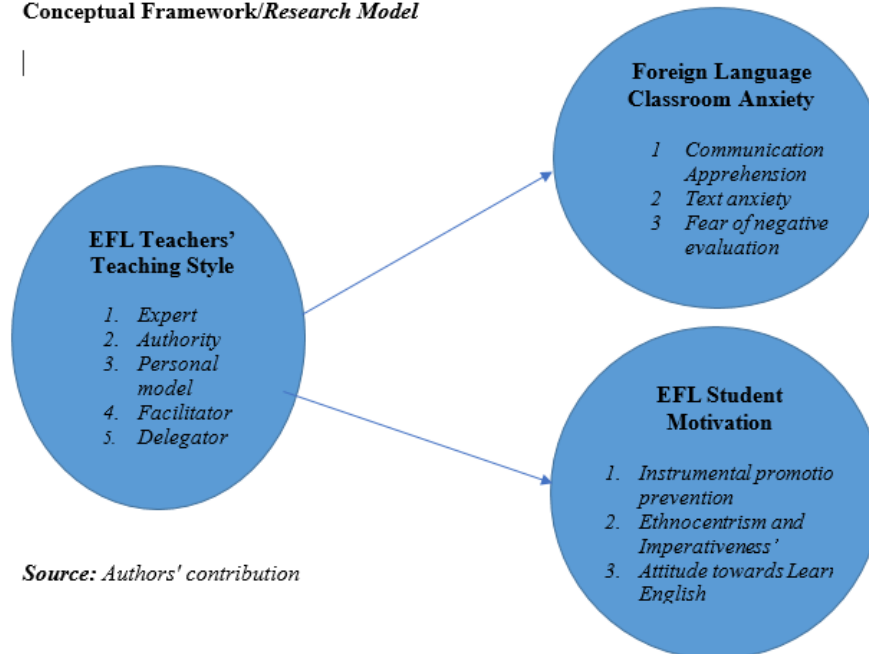 Conceptual Framework/Research Model
Foreign Language
Classroom Anxiety
1 Communication
Apprehension
2 Text anxiety
3 Fear of negative
evaluation
EFL Teachers’
Teaching Style
1. Expert
2. Authority
3. Personal
model
4. Facilitator
5. Delegator
EFL Student
Motivation
1. Instrumental promotio
prevention
2. Ethnocentrism and
Imperativeness’
3. Attitude towards Lear
English
Source: Authors' contribution